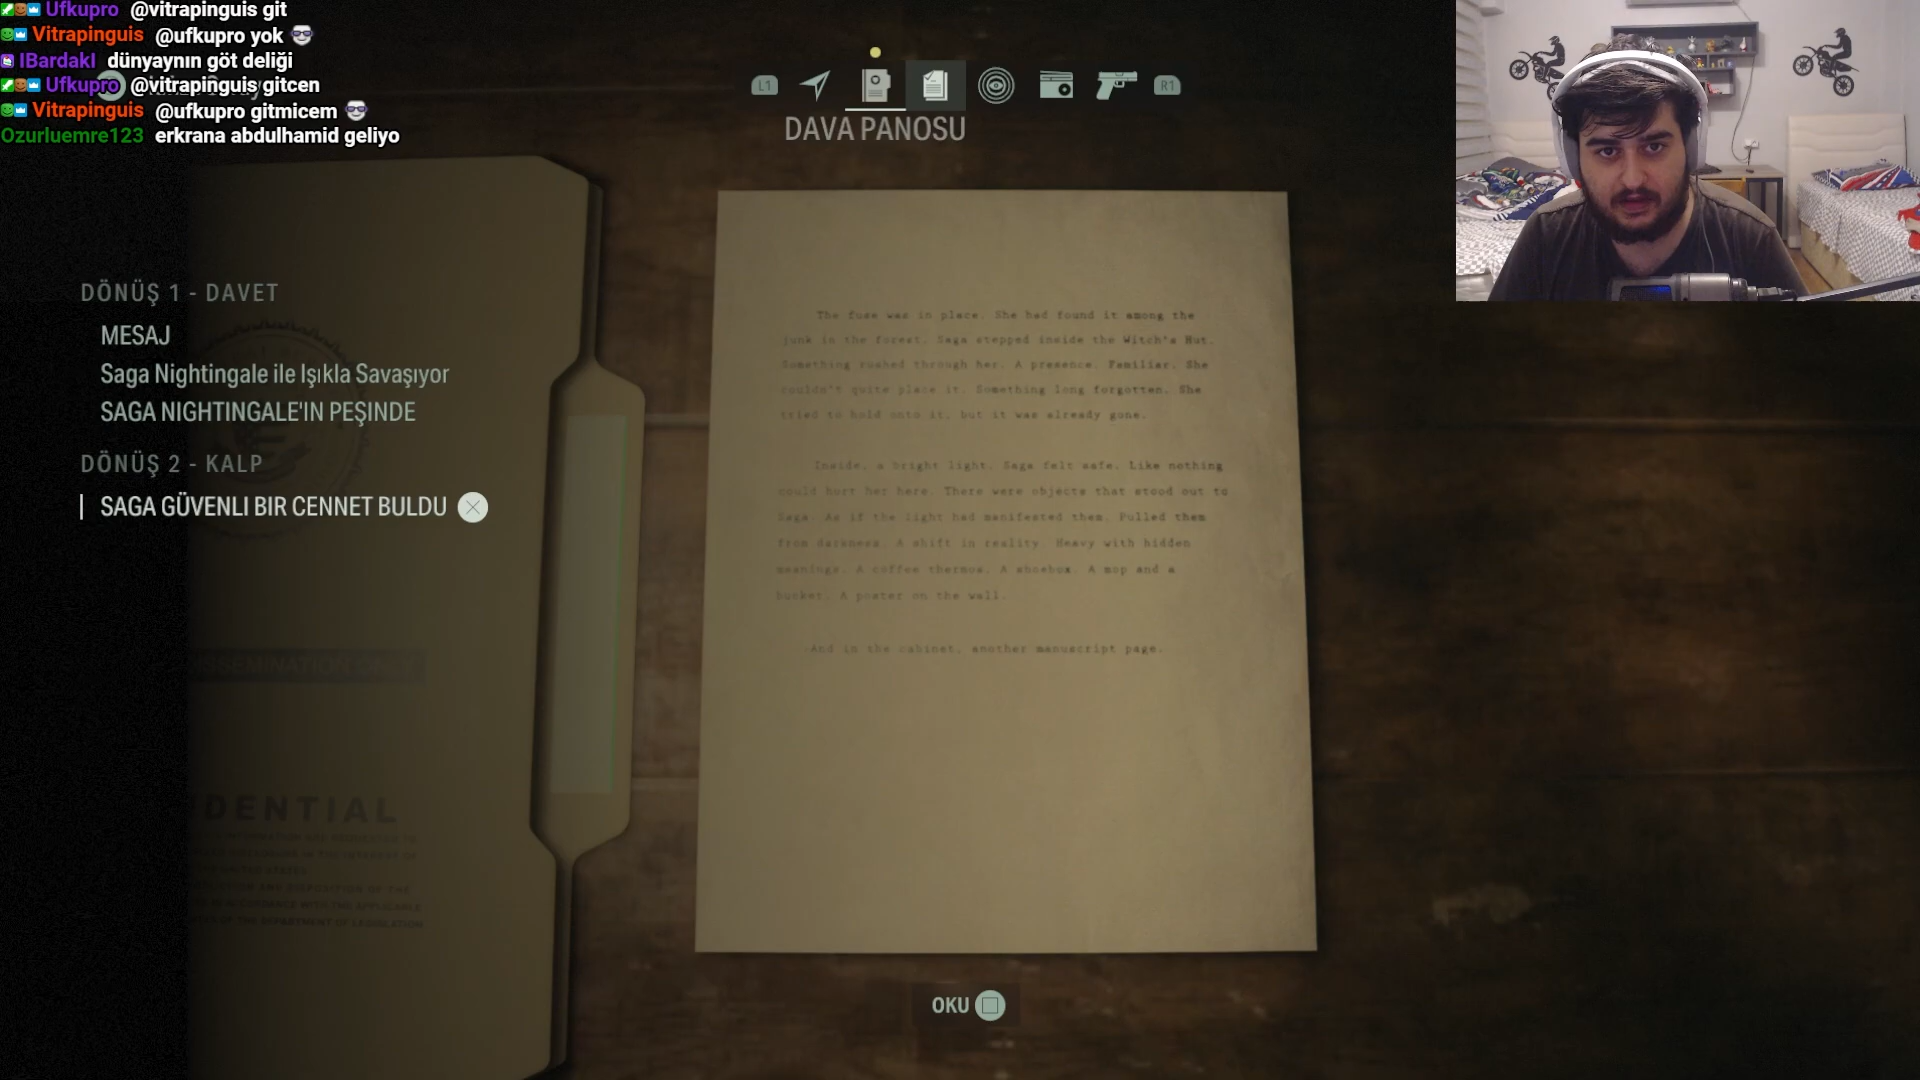 Ufkupro @vitrapinguis git
Vitrapinguis @ufkupro yok
IBardakI dünyaynın göt deliği
Ufkupro @vitrapinguis gitcen
Vitrapinguis @ufkupro gitmicem
Ozurluemre123 erkrana abdulhamid geliyo
L1
R1
DAVA PANOSU
DÖNÜŞ 1 - DAVET
MESAJ
Saga Nightingale ile Işıkla Savaşıyor
SAGA NIGHTINGALE'IN PEŞINDE
DÖNÜŞ 2 - KALP
SAGA GÜVENLI BIR CENNET BULDU
The fuse was in place. She had found it among the
junk in the forest. Saga stepped inside the Witch's Hut.
Something rushed through her. A presence. Familiar. She
couldn't quite place it. Something long forgotten. She
tried to hold onto it, but it was already gone.
Inside, a bright light. Saga felt safe. Like nothing
could hurt her here. There were objects that stood out to
Saga. As if the light had manifested them. Pulled them
from darkness. A shift in reality. Heavy with hidden
meanings. A coffee thermos. A shoebox. A mop and a
bucket. A poster on the wall.
And in the cabinet, another manuscript page.
DENTIAL
OKU